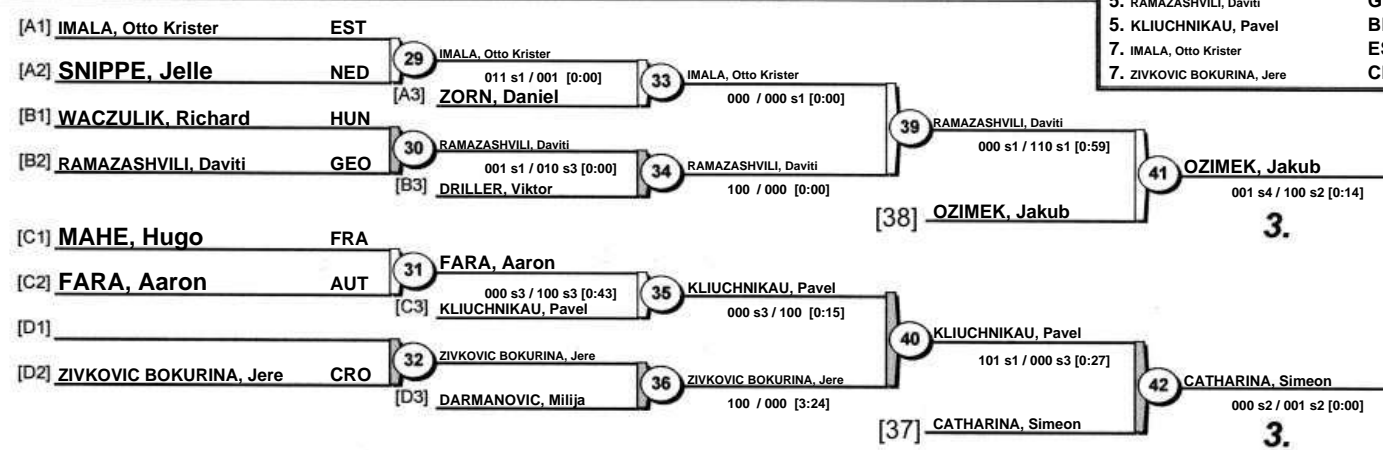 5. RAMAZASHVILI, Daviti G
5. KLIUCHNIKAU, Pavel
7. IMALA, Otto Krister
7. ZIVKOVIC BOKURINA, Jere
[A1] IMALA, Otto Krister EST
[A2] SNIPPE, Jelle NED
29
IMALA, Otto Krister
011 s1 / 001 [0:00]
[A3] ZORN, Daniel
33
IMALA, Otto Krister
000 / 000 s1 [0:00]
[B1] WACZULIK, Richard HUN
[B2] RAMAZASHVILI, Daviti GEO
30
RAMAZASHVILI, Daviti
001 s1 / 010 s3 [0:00]
[B3] DRILLER, Viktor
34
RAMAZASHVILI, Daviti
100 / 000 [0:00]
39
RAMAZASHVILI, Daviti
000 s1 / 110 s1 [0:59]
[38] OZIMEK, Jakub
41
OZIMEK, Jakub
001 s4 / 100 s2 [0:14]
3.
[C1] MAHE, Hugo FRA
[C2] FARA, Aaron AUT
31
FARA, Aaron
000 s3 / 100 s3 [0:43]
[C3] KLIUCHNIKAU, Pavel
35
KLIUCHNIKAU, Pavel
000 s3 / 100 [0:15]
[D1]
[D2] ZIVKOVIC BOKURINA, Jere CRO
32
ZIVKOVIC BOKURINA, Jere
[D3] DARMANOVIC, Milija
36
ZIVKOVIC BOKURINA, Jere
100 / 000 [3:24]
40
KLIUCHNIKAU, Pavel
101 s1 / 000 s3 [0:27]
[37] CATHARINA, Simeon
42
CATHARINA, Simeon
000 s2 / 001 s2 [0:00]
3.